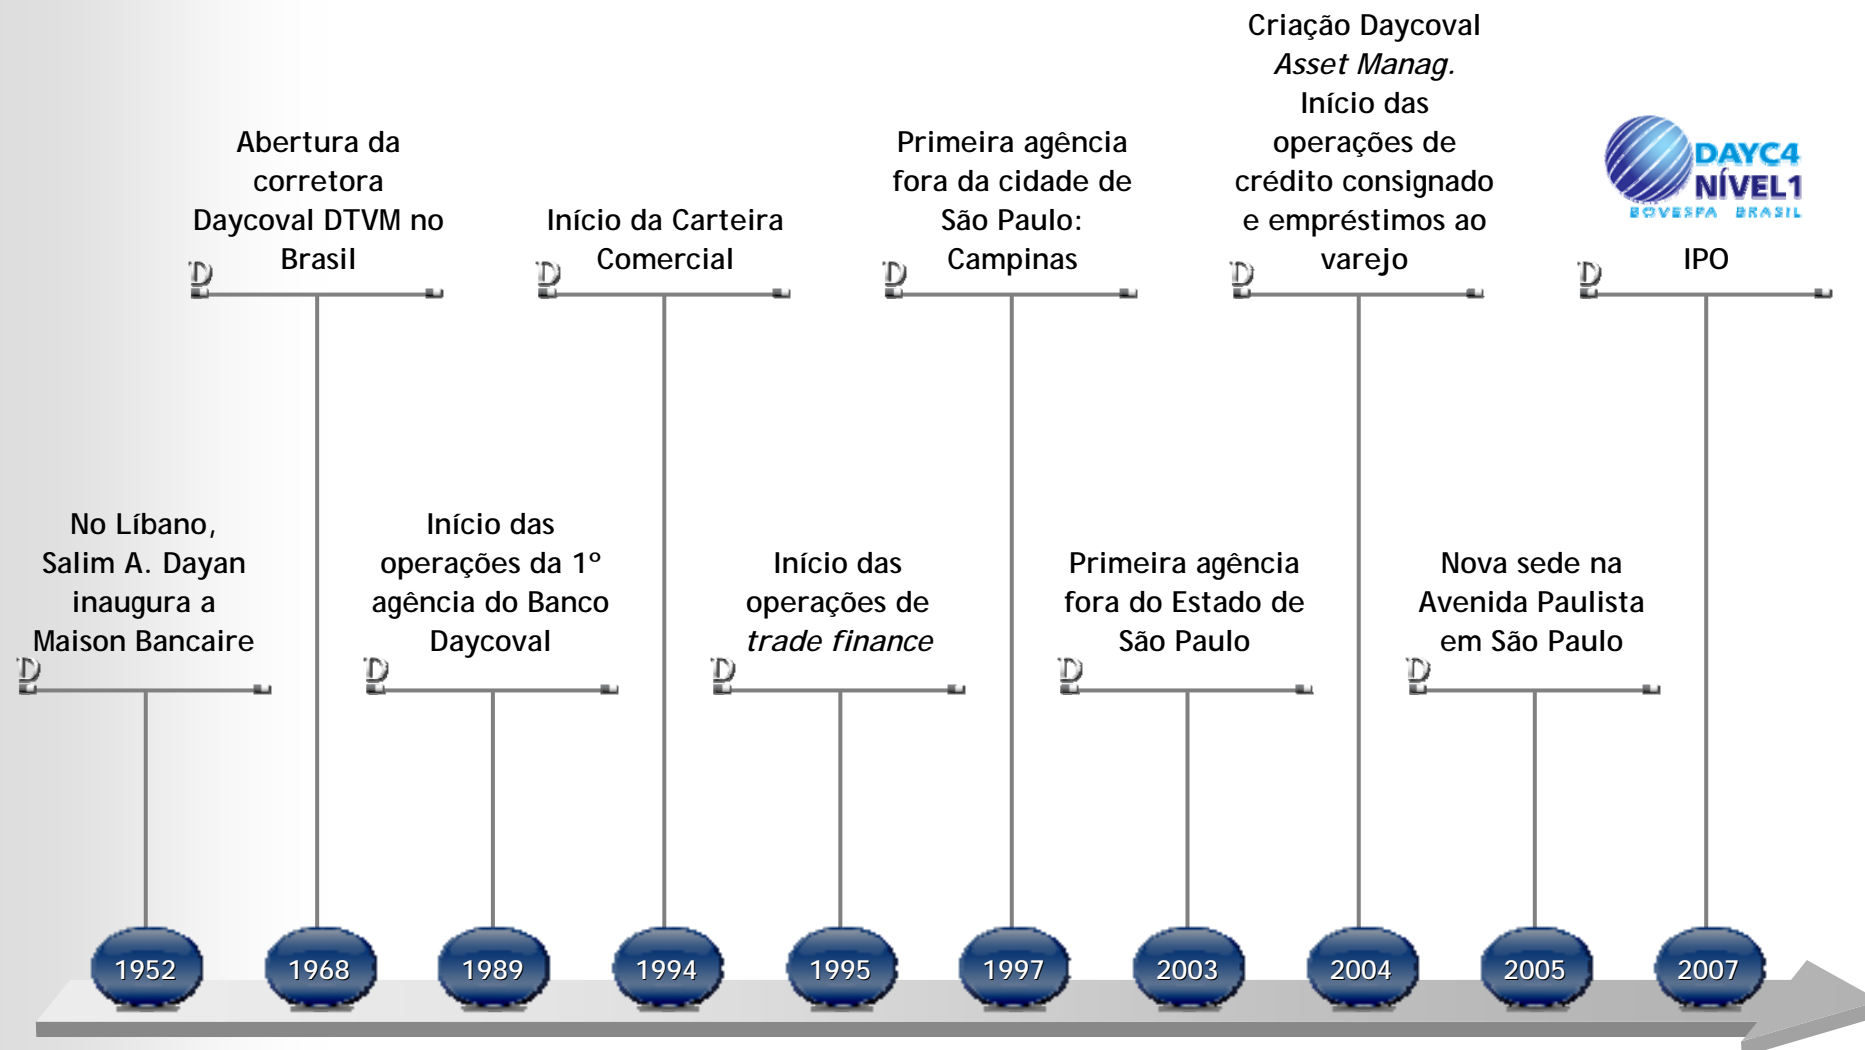 No Líbano,
Salim A. Dayan
inaugura a
Maison Bancaire
1952
Abertura da
corretora
Daycoval DTVM no
Brasil
1968
Início das
operações da 1º
agência do Banco
Daycoval
1989
Início da Carteira
Comercial
1994
Início das
operações de
trade finance
1995
Primeira agência
fora da cidade de
São Paulo:
Campinas
1997
Primeira agência
fora do Estado de
São Paulo
2003
Criação Daycoval
Asset Manag.
Início das
operações de
crédito consignado
e empréstimos ao
varejo
2004
Nova sede na
Avenida Paulista
em São Paulo
2005
DAYC4
NÍVEL1
BOVESPA BRASIL
IPO
2007
D
D
D
D
D
D
D
D
D
D